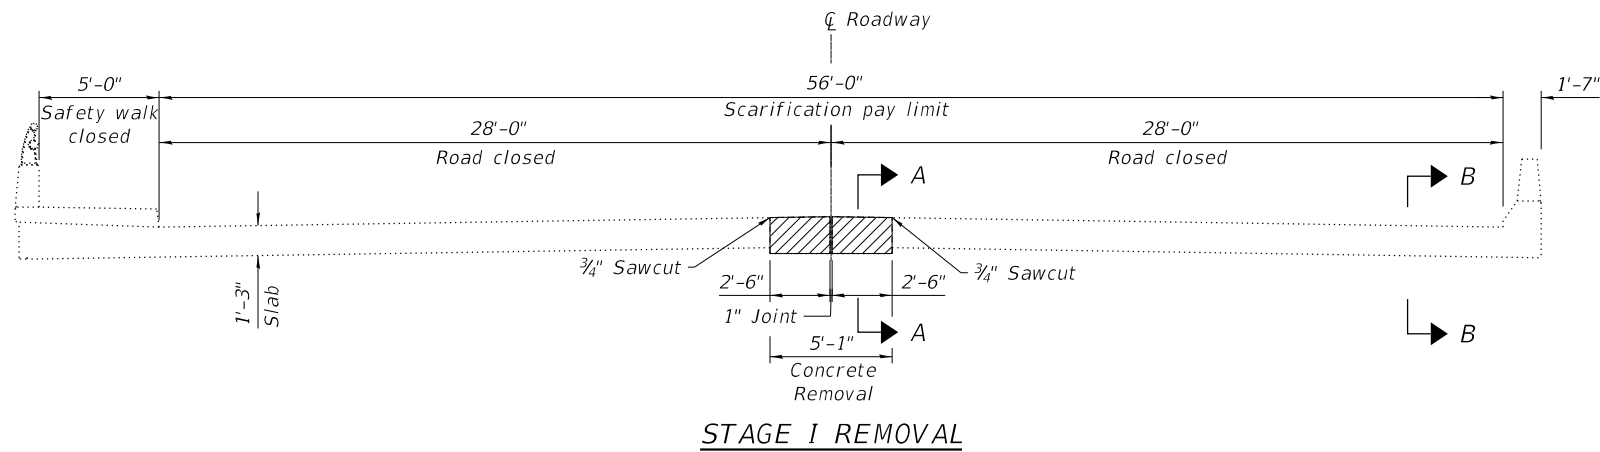 ℄ Roadway
5'-0"
56'-0"
1'-7"
Safety walk
closed
Scarification pay limit
28'-0"
28'-0"
Road closed
Road closed
A
B
¾" Sawcut
¾" Sawcut
1'-3"
Slab
2'-6"
2'-6"
1" Joint
A
B
5'-1"
Concrete
Removal
STAGE I REMOVAL